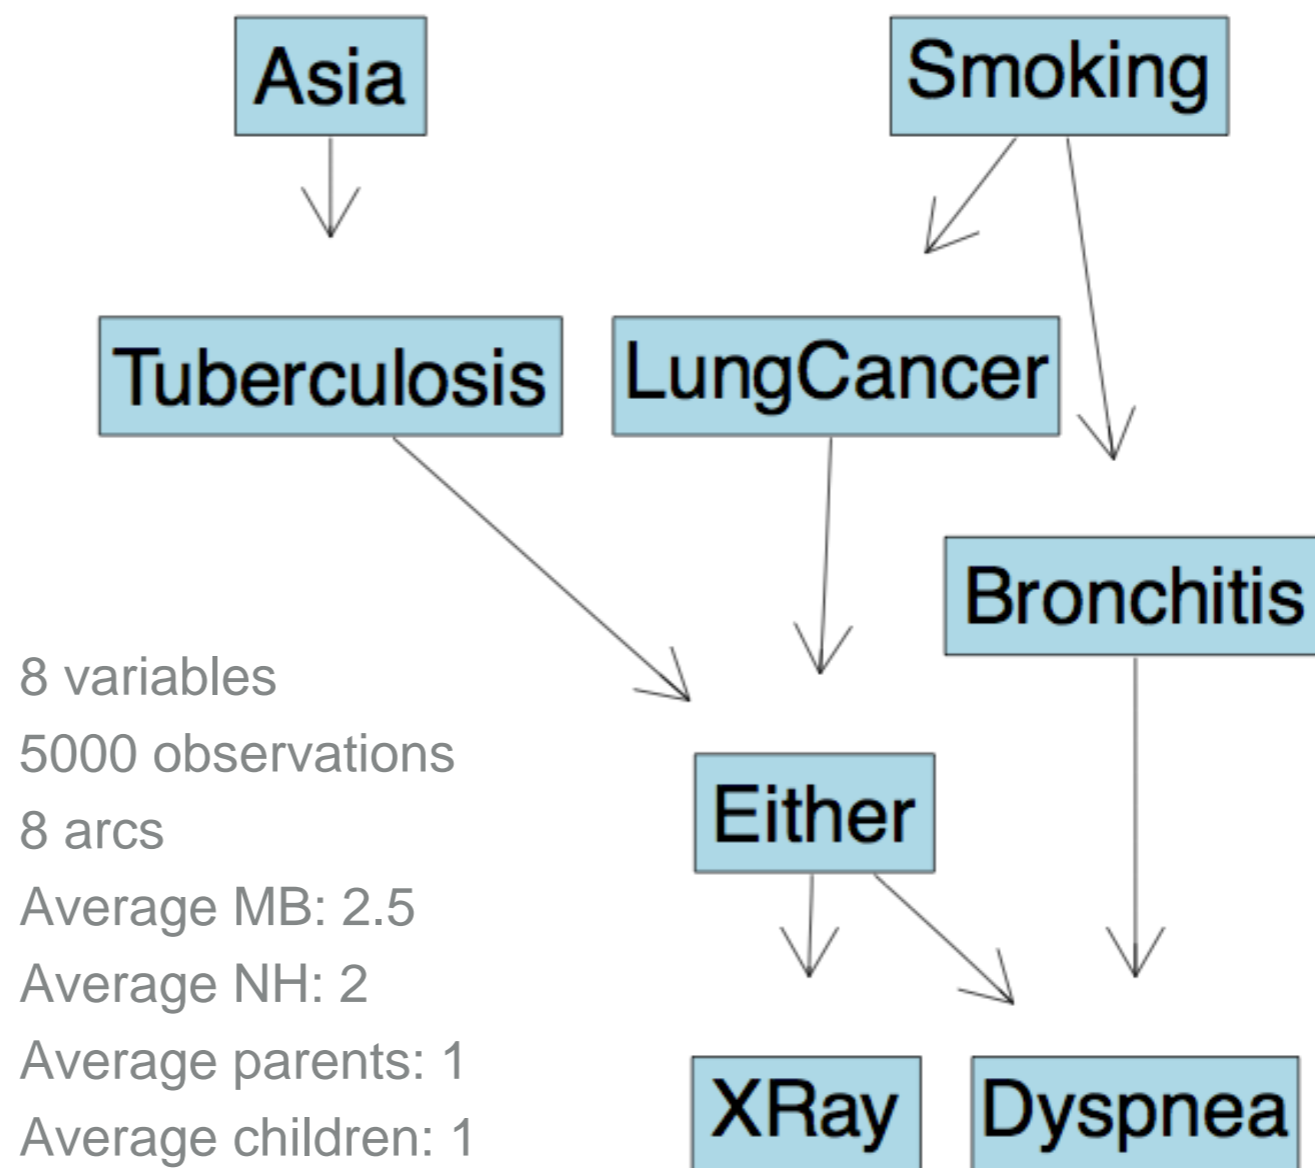 Asia
Smoking
Tuberculosis
LungCancer
Bronchitis
Either
XRay
Dyspnea
8 variables
5000 observations
8 arcs
Average MB: 2.5
Average NH: 2
Average parents: 1
Average children: 1